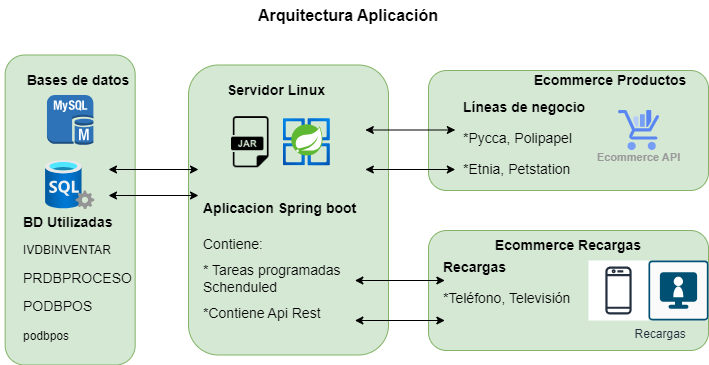 Arquitectura Aplicación
Bases de datos
MySQL
M
SQL
BD Utilizadas
IVDBINVENTAR
PRDBPROCESO
PODBPOS
podbpos
Servidor Linux
JAR
Aplicacion Spring boot
Contiene:
* Tareas programadas
Schenduled
*Contiene Api Rest
Ecommerce Productos
Líneas de negocio
*Pycca, Polipapel
*Etnia, Petstation
Ecommerce API
Ecommerce Recargas
Recargas
*Teléfono, Televisión
Recargas